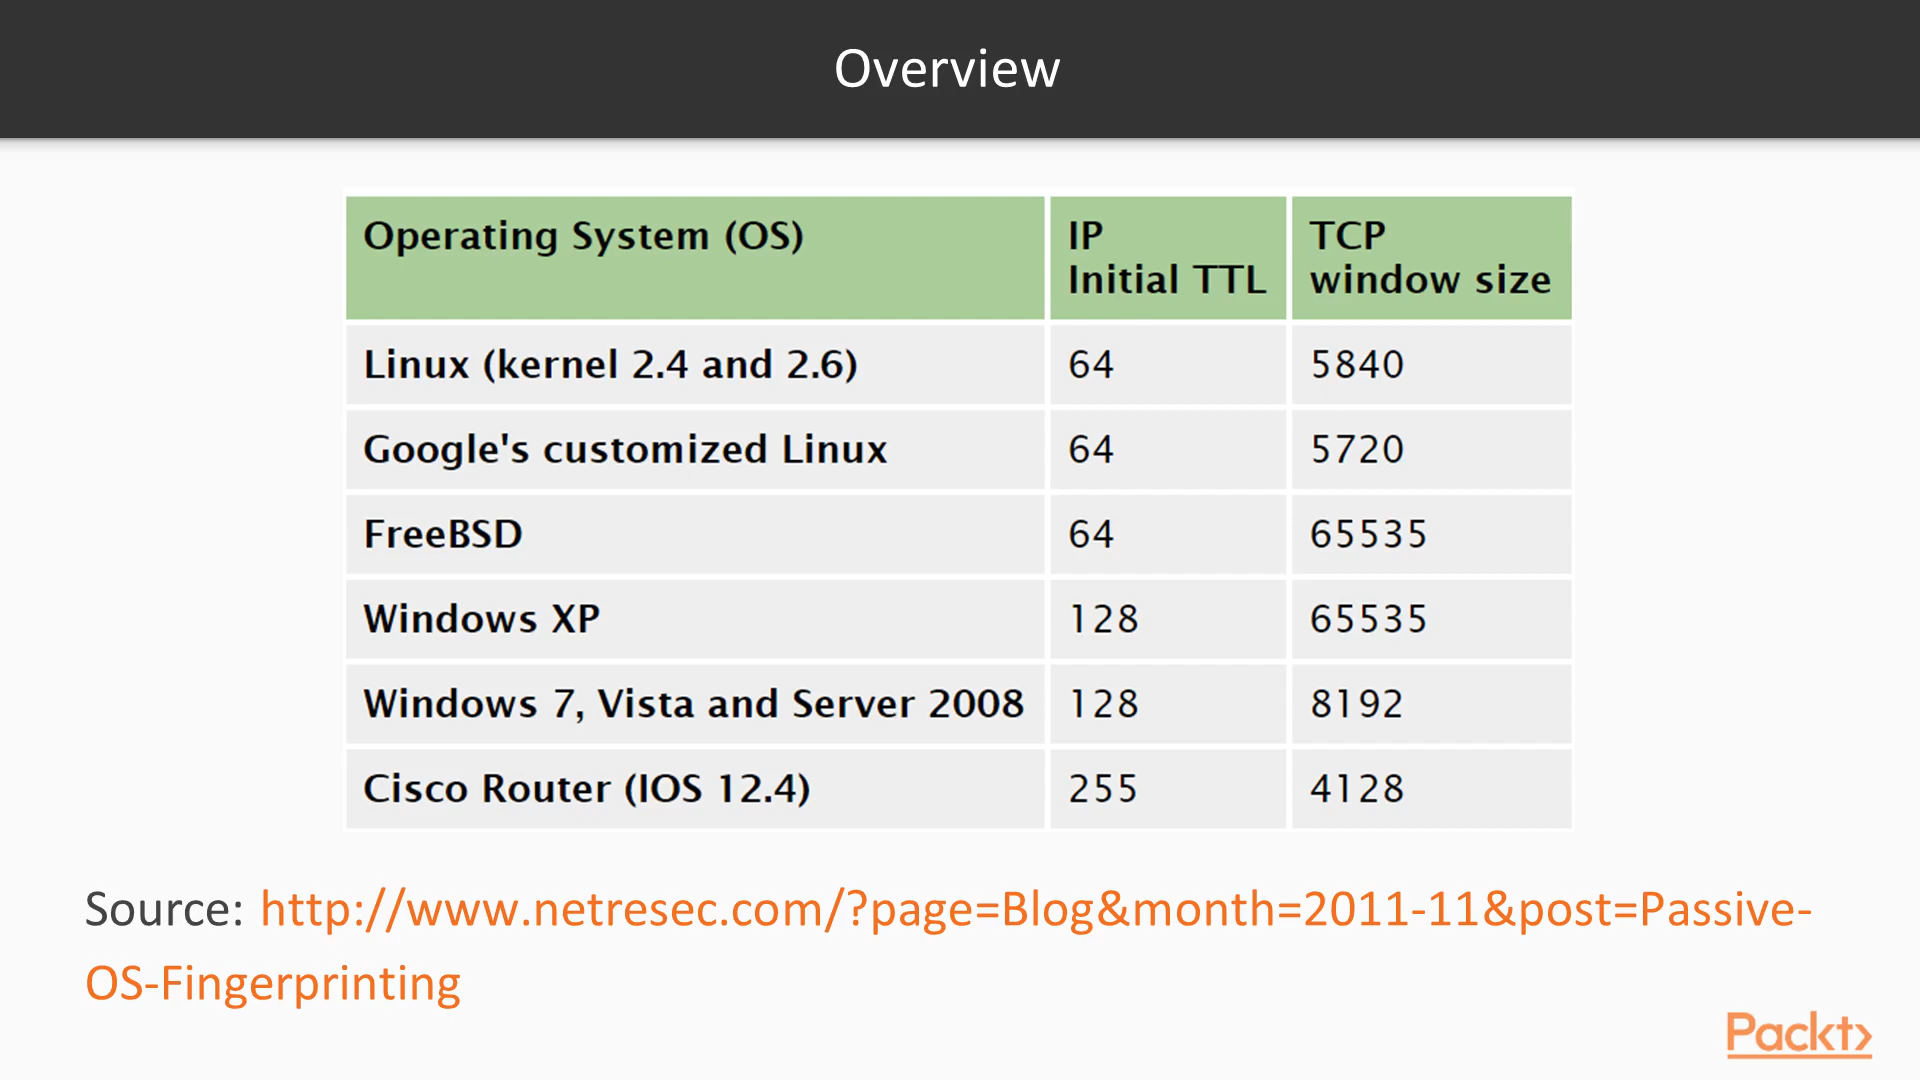 Overview
Operating System (OS) IP Initial TTL TCP window size
Linux (kernel 2.4 and 2.6) 64 5840
Google's customized Linux 64 5720
FreeBSD 64 65535
Windows XP 128 65535
Windows 7, Vista and Server 2008 128 8192
Cisco Router (IOS 12.4) 255 4128
Source: http://www.netresec.com/?page=Blog&month=2011-11&post=Passive-
OS-Fingerprinting
Packt>